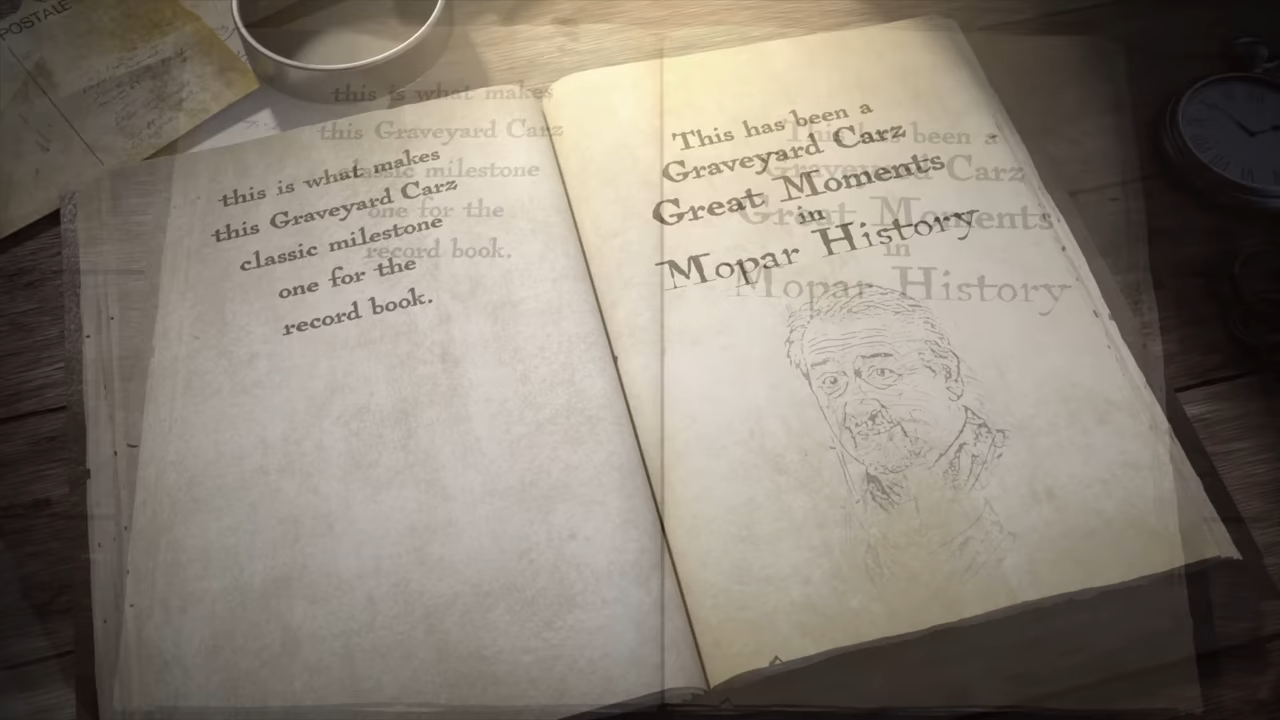 POSTALE
this is what makes
this Graveyard Carz
classic milestone
one for the
record book.
This has been a
Graveyard Carz
Great Moments
in
Mopar History